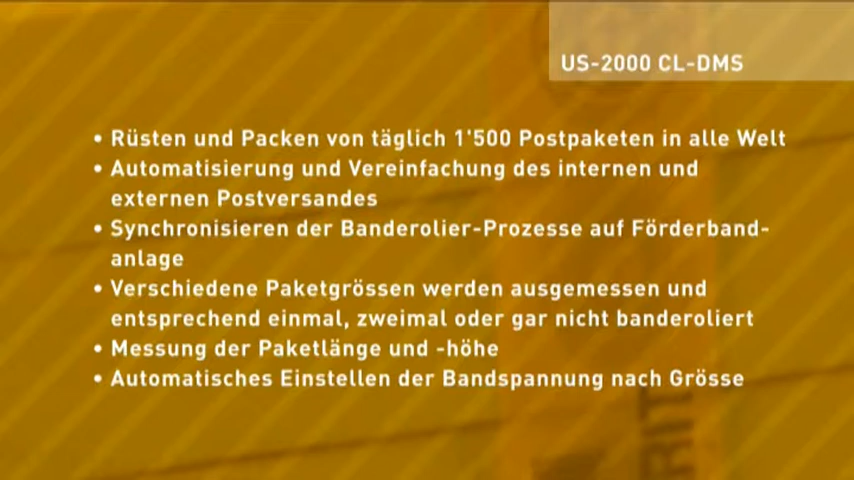 US-2000 CL-DMS
• Rüsten und Packen von täglich 1'500 Postpaketen in alle Welt
• Automatisierung und Vereinfachung des internen und
externen Postversandes
• Synchronisieren der Banderolier-Prozesse auf Förderband-
anlage
• Verschiedene Paketgrössen werden ausgemessen und
entsprechend einmal, zweimal oder gar nicht banderoliert
• Messung der Paketlänge und -höhe
• Automatisches Einstellen der Bandspannung nach Grösse